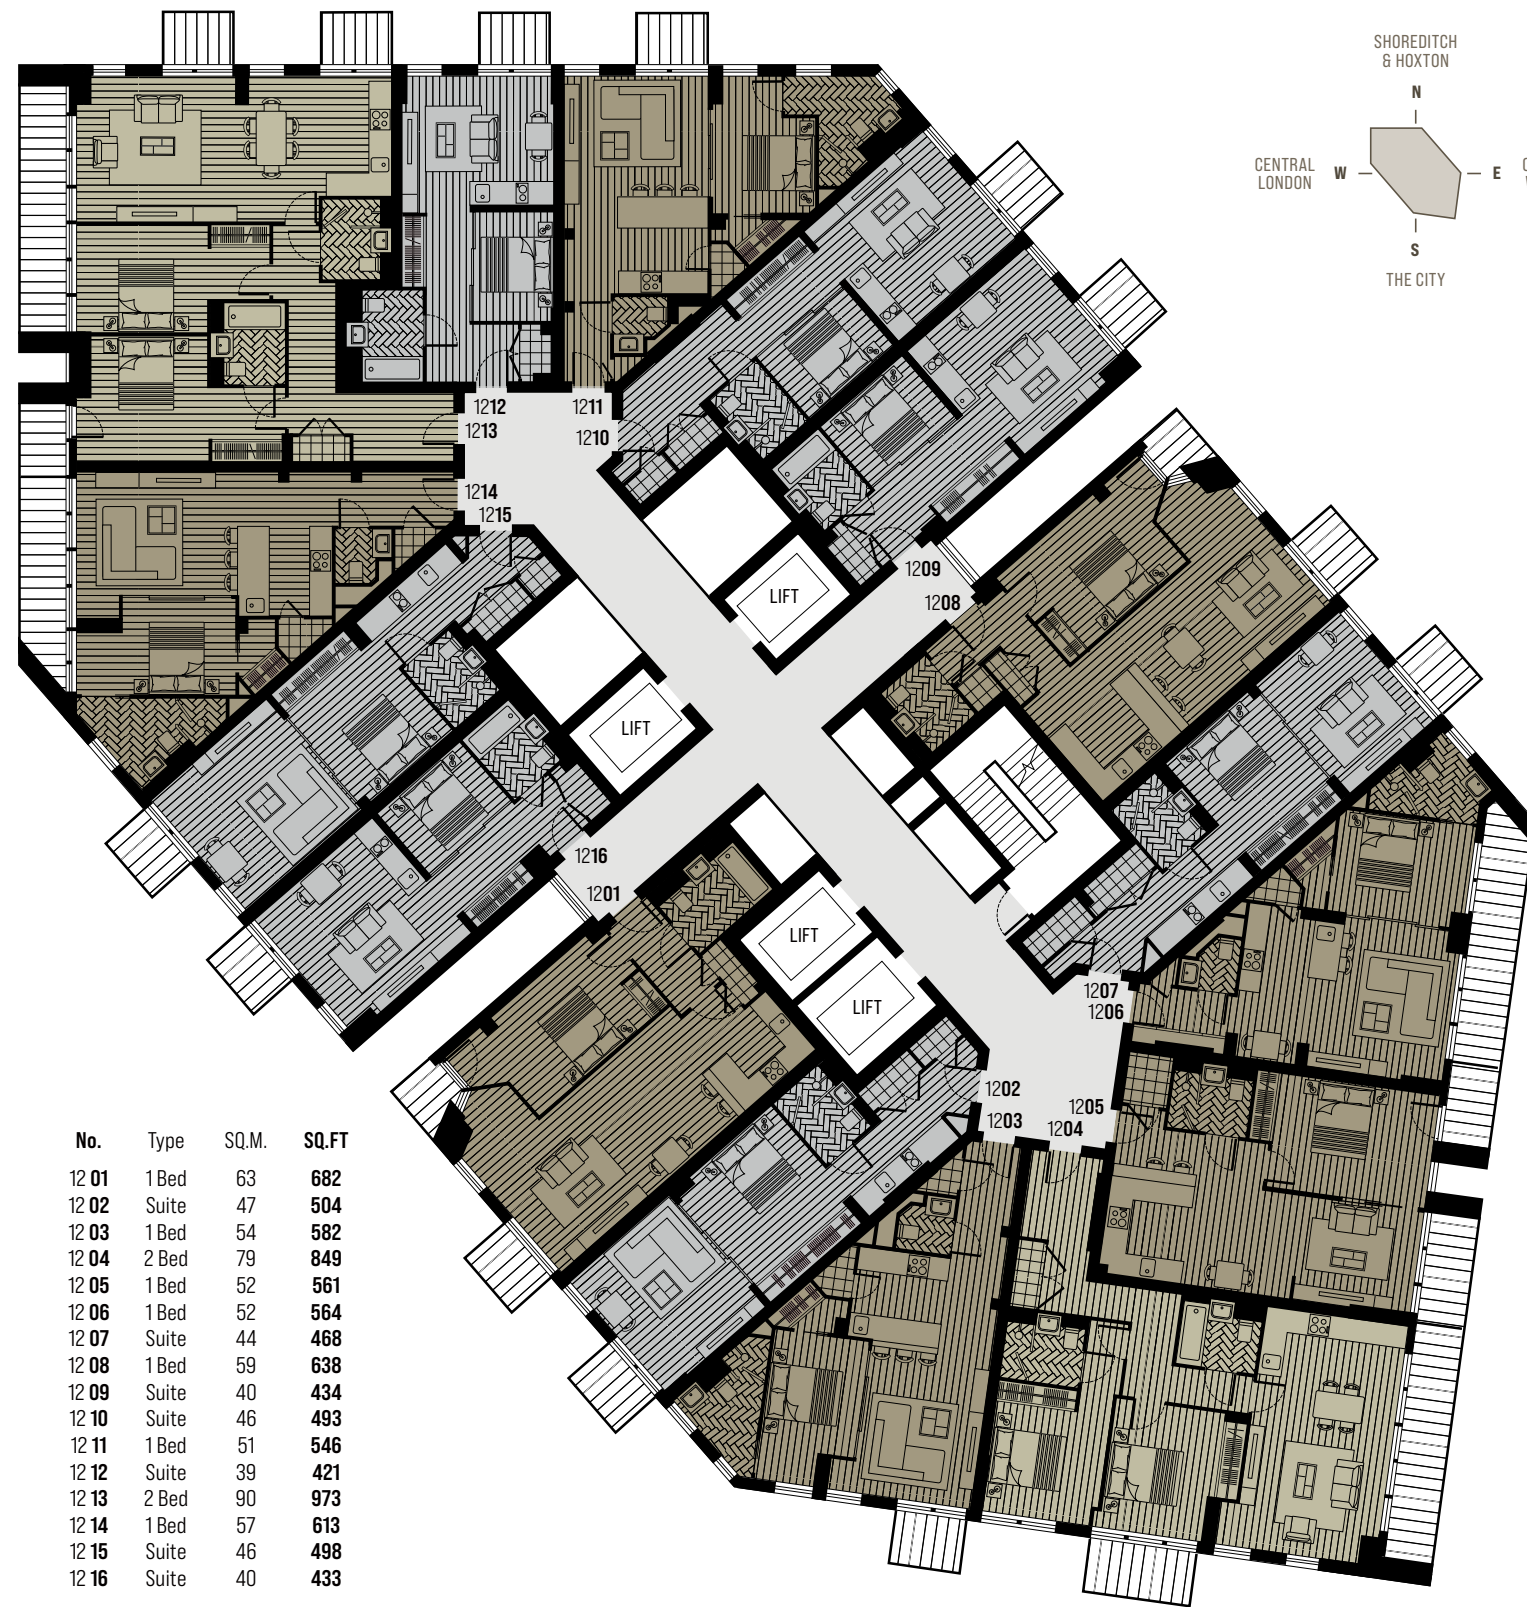 SHOREDITCH
& HOXTON
N
CENTRAL
LONDON
W
E
S
THE CITY
1212
1211
1213
1210
1214
1215
1209
LIFT
1208
LIFT
1216
1201
LIFT
1207
LIFT
1206
1202
1205
1203
1204
No. Type SQ.M. SQ.FT
12 01 1 Bed 63 682
12 02 Suite 47 504
12 03 1 Bed 54 582
12 04 2 Bed 79 849
12 05 1 Bed 52 561
12 06 1 Bed 52 564
12 07 Suite 44 468
12 08 1 Bed 59 638
12 09 Suite 40 434
12 10 Suite 46 493
12 11 1 Bed 51 546
12 12 Suite 39 421
12 13 2 Bed 90 973
12 14 1 Bed 57 613
12 15 Suite 46 498
12 16 Suite 40 433